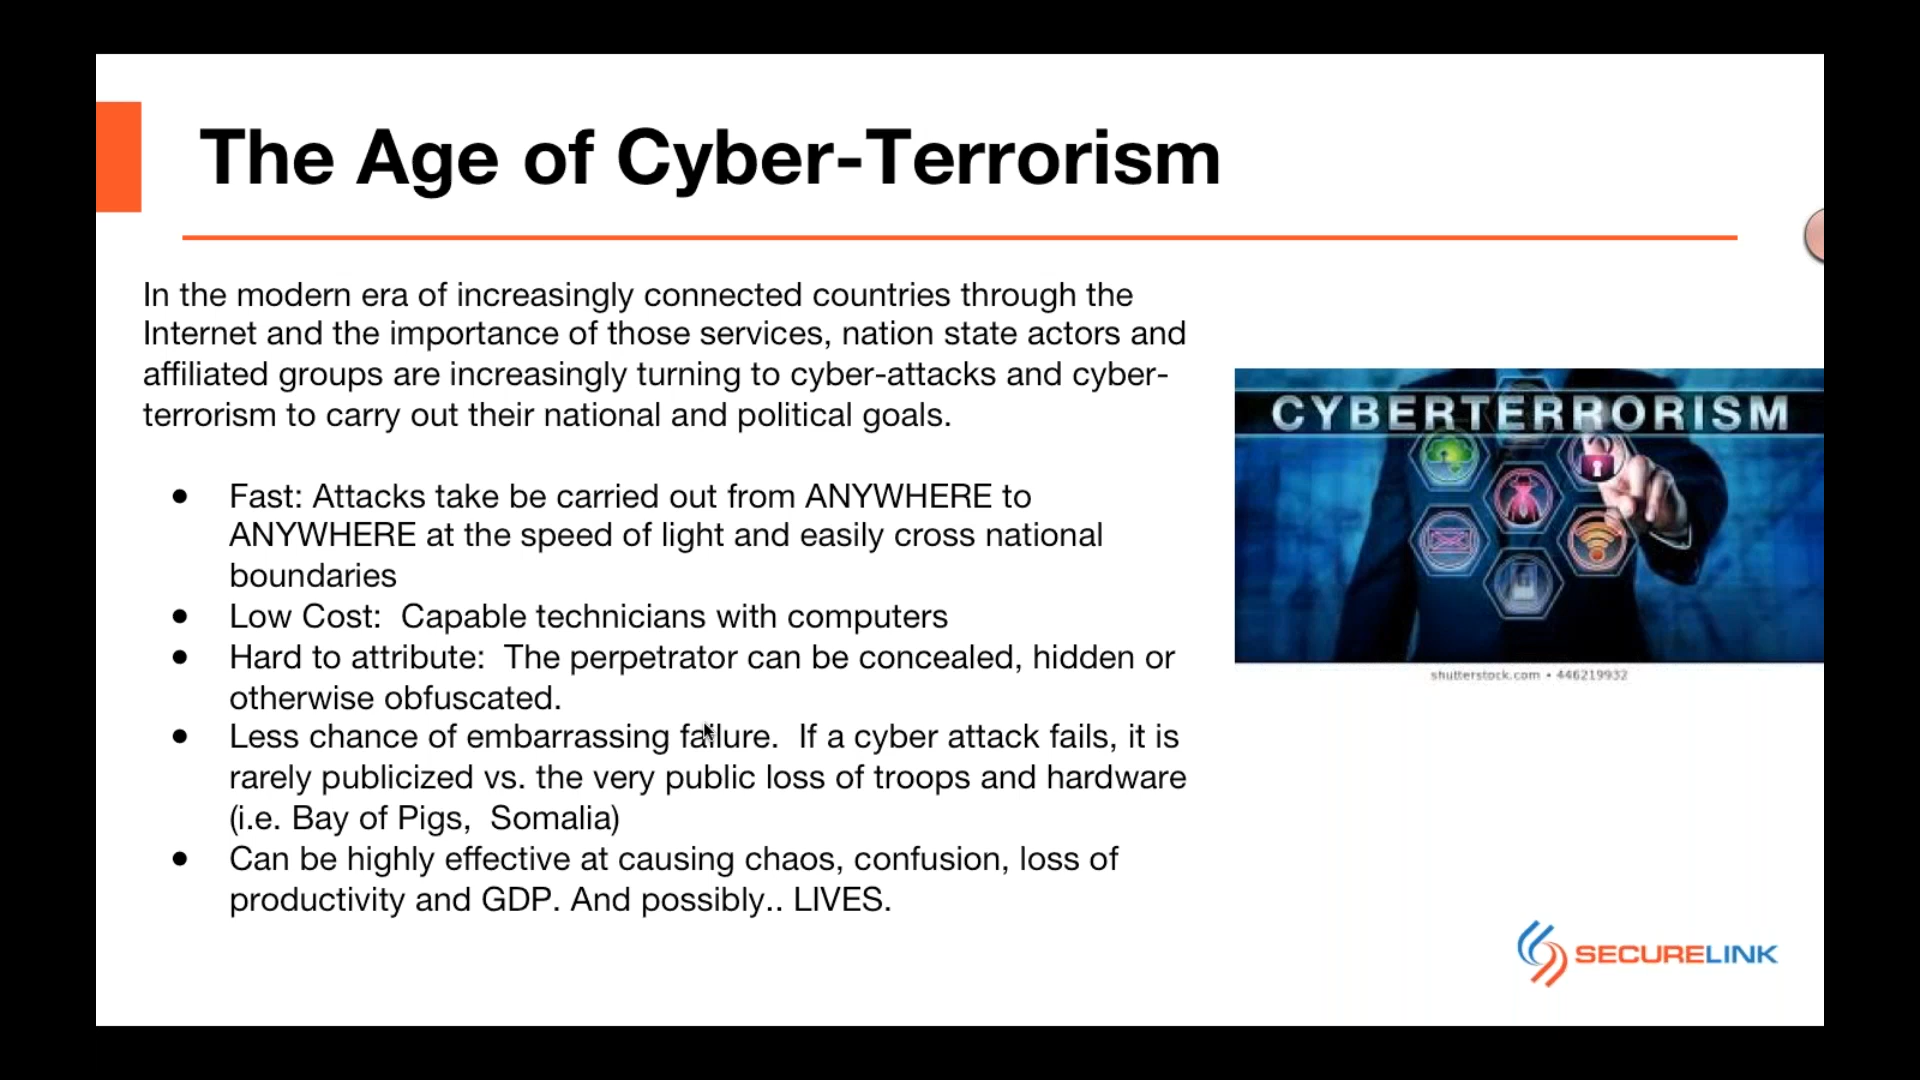 The Age of Cyber-Terrorism
In the modern era of increasingly connected countries through the
Internet and the importance of those services, nation state actors and
affiliated groups are increasingly turning to cyber-attacks and cyber-
terrorism to carry out their national and political goals.
● Fast: Attacks take be carried out from ANYWHERE to
ANYWHERE at the speed of light and easily cross national
boundaries
● Low Cost:  Capable technicians with computers
● Hard to attribute:  The perpetrator can be concealed, hidden or
otherwise obfuscated.
● Less chance of embarrassing failure.  If a cyber attack fails, it is
rarely publicized vs. the very public loss of troops and hardware
(i.e. Bay of Pigs,  Somalia)
● Can be highly effective at causing chaos, confusion, loss of
productivity and GDP. And possibly.. LIVES.
CYBERTERRORISM
shutterstock.com • 446219932
SECURELINK